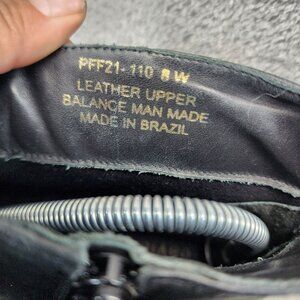 PFF21-110 8 W
LEATHER UPPER
BALANCE MAN MADE
MADE IN BRAZIL